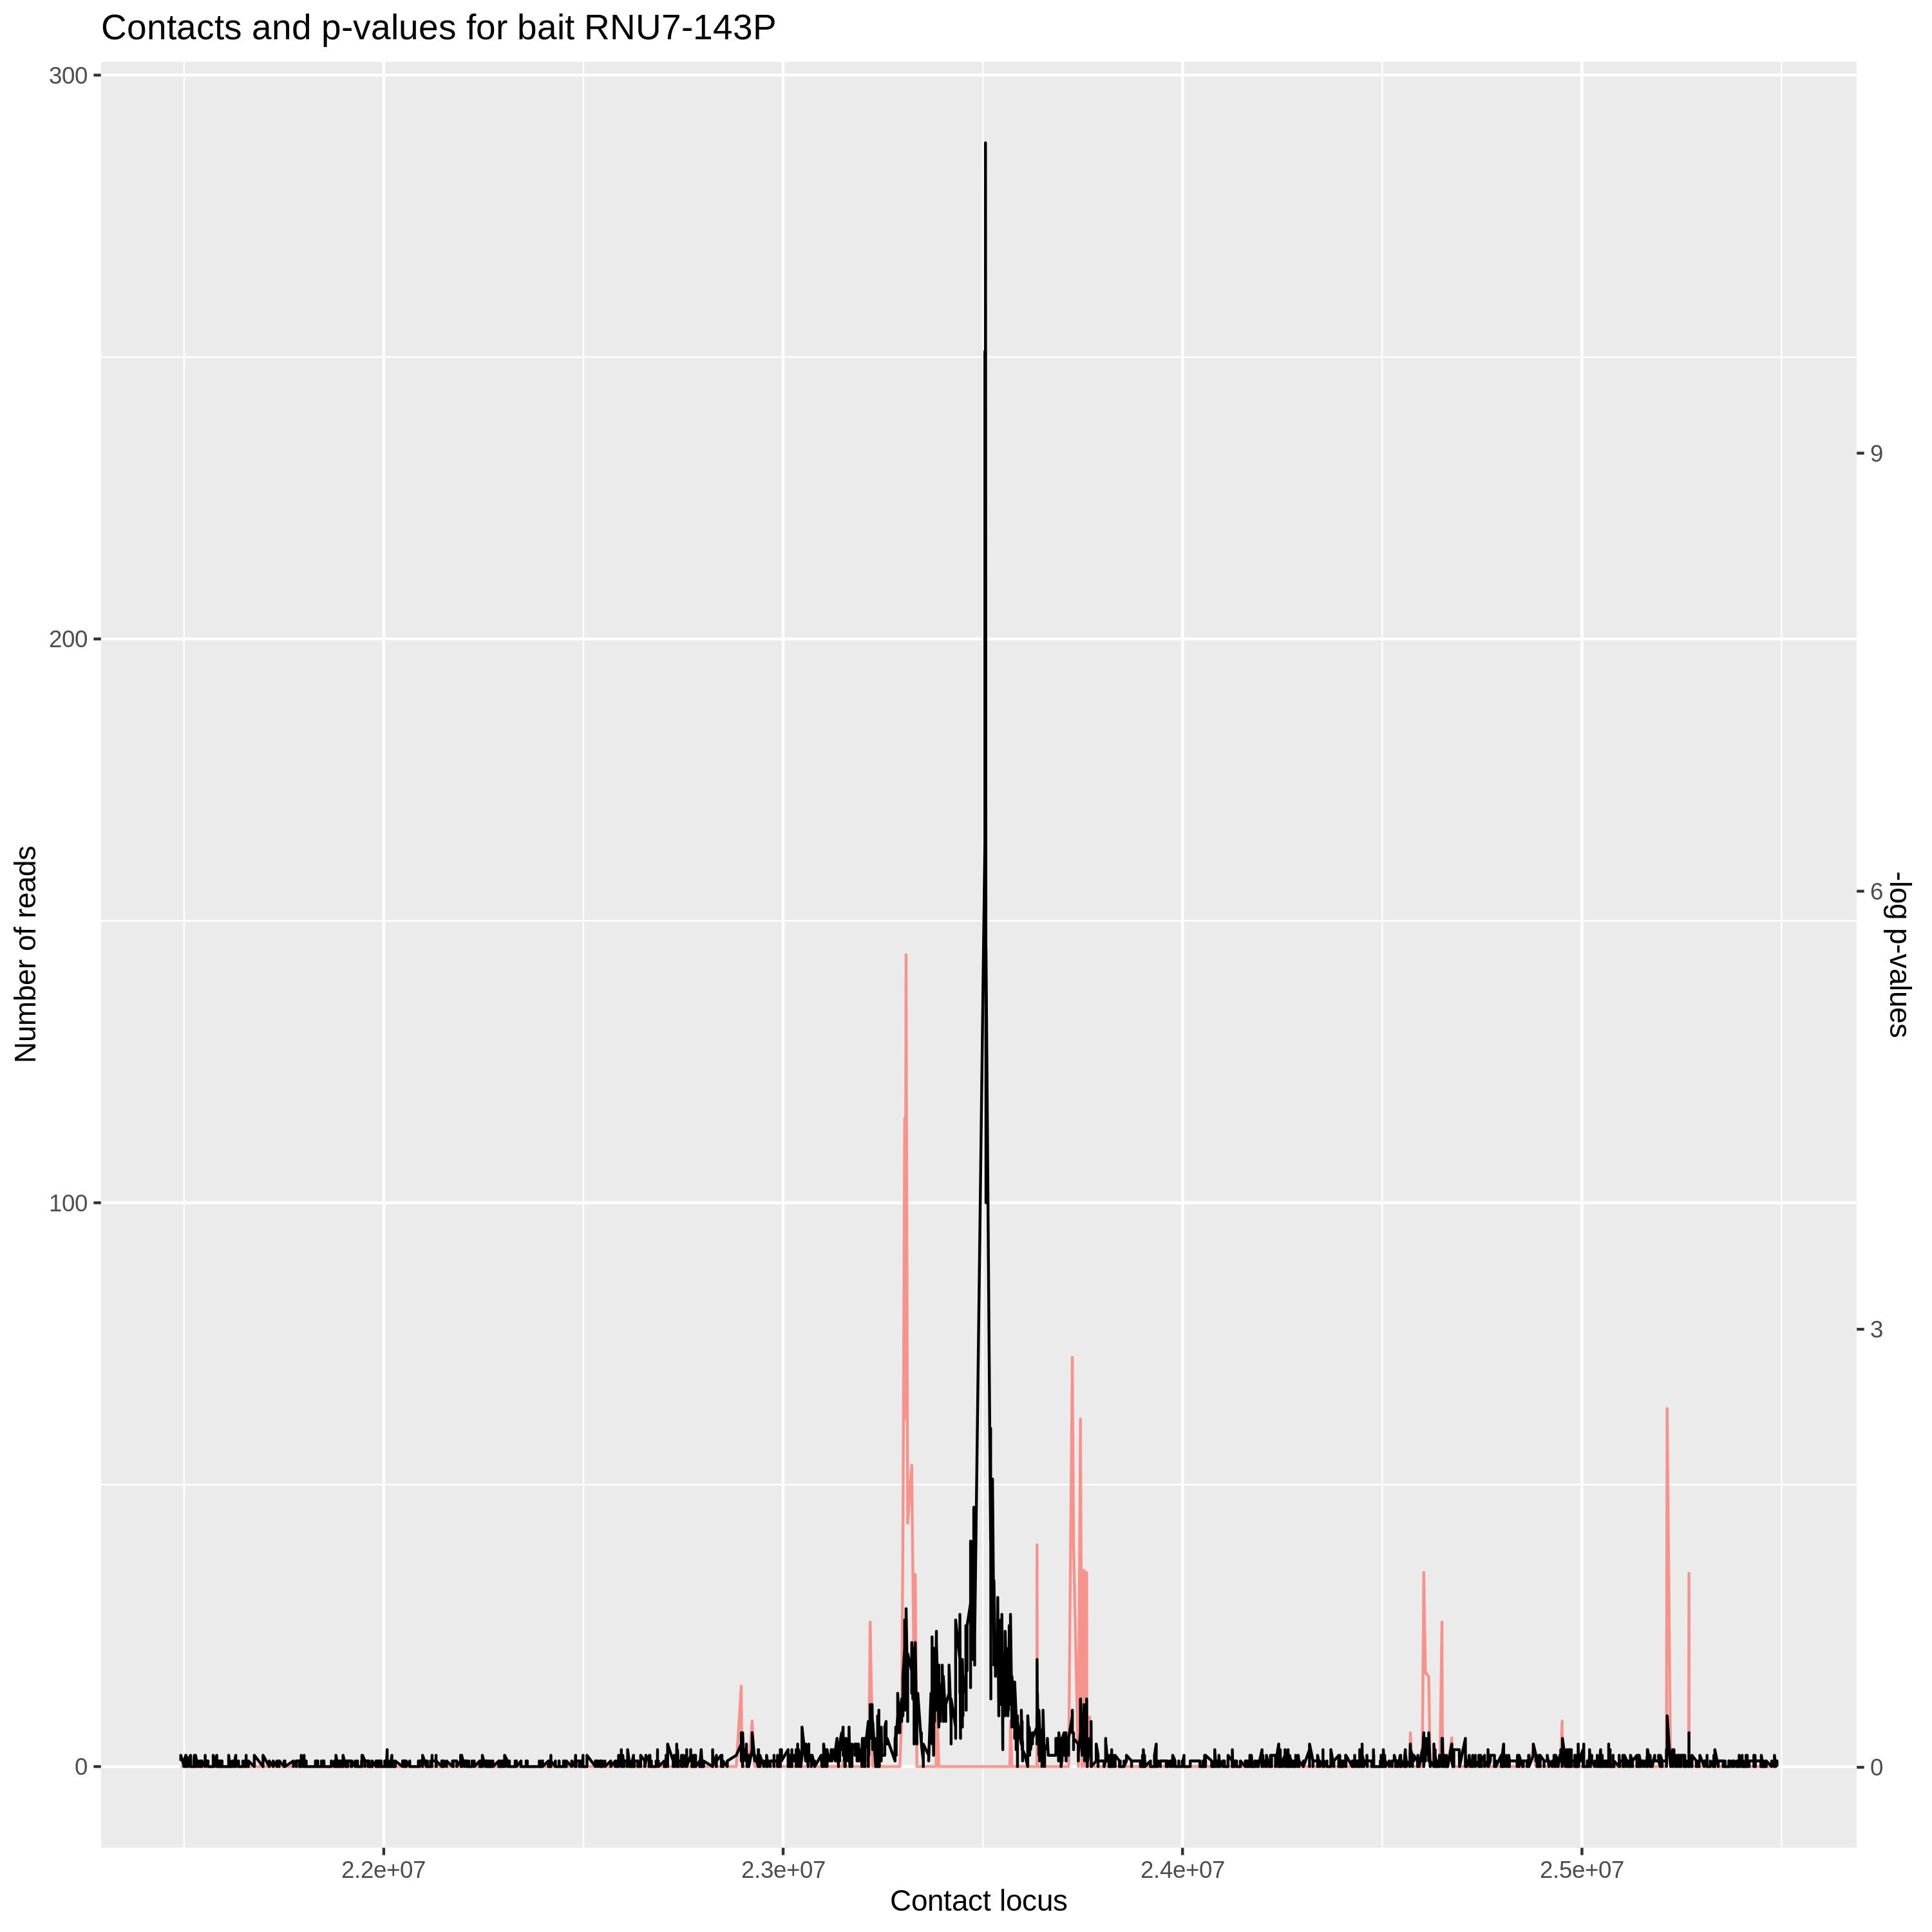 Contacts and p-values for bait RNU7-143P
300
200
100
0
Number of reads
9
6
3
0
-log p-values
2.2e+07
2.3e+07
2.4e+07
2.5e+07
Contact locus